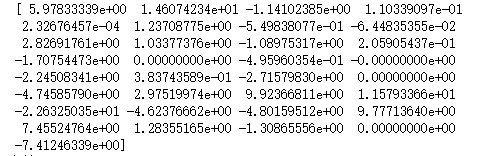 [ 5.97833339e+00 1.46074234e+01 -1.14102385e+00 1.10339097e-01
2.32676457e-04 1.23708775e+00 -5.49838077e-01 -6.44835355e-02
2.82691761e+00 1.03377376e+00 -1.08975317e+00 2.05905437e-01
-1.70754473e+00 0.00000000e+00 -4.95960354e-01 -0.00000000e+00
-2.24508341e+00 3.83743589e-01 -2.71579830e+00 0.00000000e+00
-4.74585790e+00 2.97519974e+00 9.92366811e-01 1.15793366e+01
-2.26325035e-01 -4.62376662e+00 -4.80159512e+00 9.77713640e-01
7.45524764e+00 1.28355165e+00 -1.30865556e+00 0.00000000e+00
-7.41246339e+00]